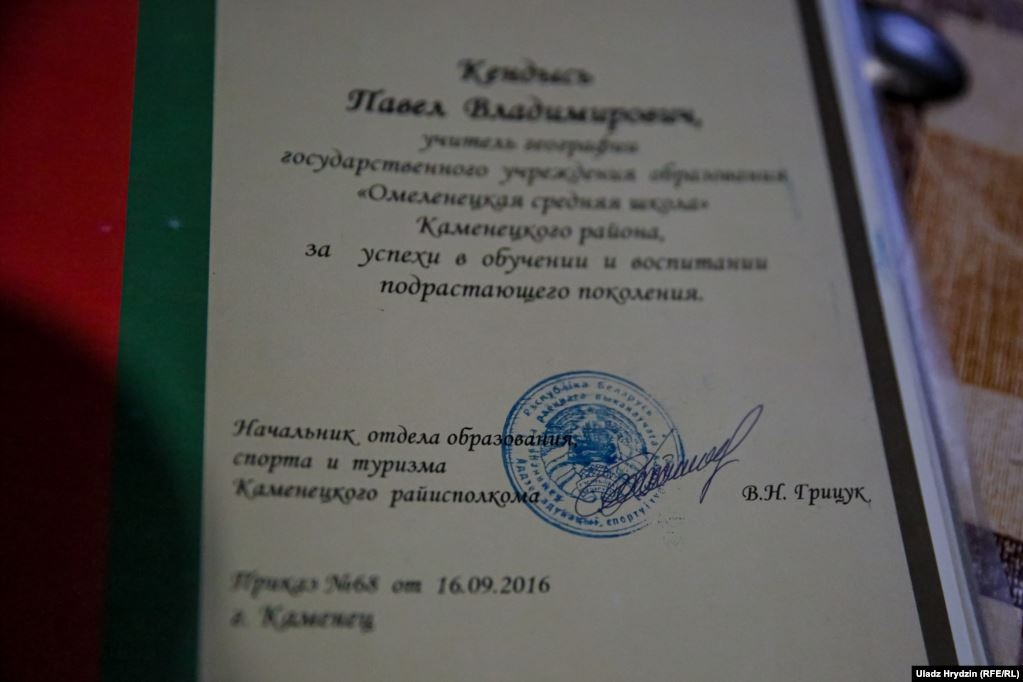 Кендысь
Павел Владимирович,
учитель географии
государственного учреждения образования
«Омеленецкая средняя школа»
Каменецкого района,
за успехи в обучении и воспитании
подрастающего поколения.
Рэспубліка Беларусь
Начальник отдела образования,
спорта и туризма
Каменецкого райисполкома
В.Н. Грицук
Приказ №68 от 16.09.2016
г. Каменец
Uladz Hrydzin (RFE/RL)